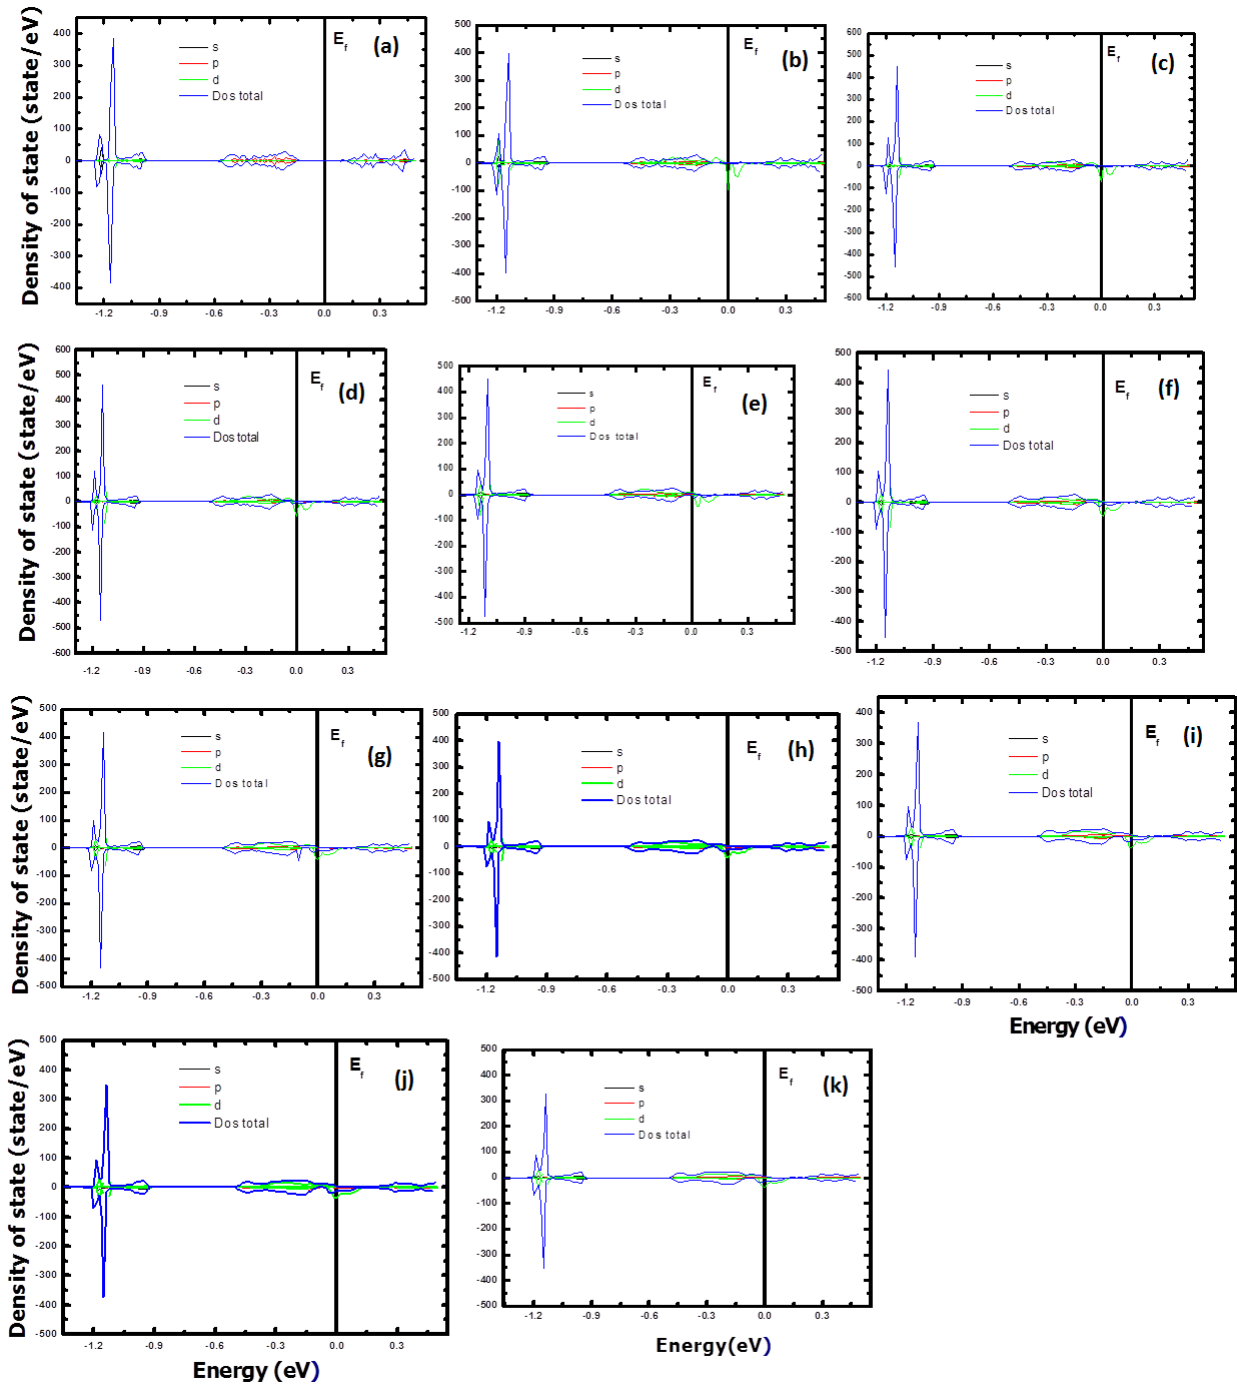 Density of state (state/eV)
400
300
200
100
0
-100
-200
-300
-400
-1.2 -0.9 -0.6 -0.3 0.0 0.3
s
p
d
Dos total
Ef
(a)
500
400
300
200
100
0
-100
-200
-300
-400
-500
-1.2 -0.9 -0.6 -0.3 0.0 0.3
s
p
d
DOS total
Ef
(b)
600
500
400
300
200
100
0
-100
-200
-300
-400
-500
-600
-1.2 -0.9 -0.6 -0.3 0.0 0.3
s
p
d
DOS total
Ef
(c)
Density of state (state/eV)
600
500
400
300
200
100
0
-100
-200
-300
-400
-500
-600
-1.2 -0.9 -0.6 -0.3 0.0 0.3
s
p
d
Dos total
Ef
(d)
500
400
300
200
100
0
-100
-200
-300
-400
-500
-1.2 -0.9 -0.6 -0.3 0.0 0.3
s
p
d
Dos total
Ef
(e)
500
400
300
200
100
0
-100
-200
-300
-400
-500
-1.2 -0.9 -0.6 -0.3 0.0 0.3
s
p
d
Dos total
Ef
(f)
Density of state (state/eV)
500
400
300
200
100
0
-100
-200
-300
-400
-500
-1.2 -0.9 -0.6 -0.3 0.0 0.3
s
p
d
Dos total
Ef
(g)
500
400
300
200
100
0
-100
-200
-300
-400
-500
-1.2 -0.9 -0.6 -0.3 0.0 0.3
s
p
d
Dos total
Ef
(h)
400
300
200
100
0
-100
-200
-300
-400
-500
-1.2 -0.9 -0.6 -0.3 0.0 0.3
s
p
d
Dos total
Ef
(i)
Energy (eV)
Density of state (state/eV)
500
400
300
200
100
0
-100
-200
-300
-400
-500
-1.2 -0.9 -0.6 -0.3 0.0 0.3
s
p
d
Dos total
Ef
(j)
Energy (eV)
500
400
300
200
100
0
-100
-200
-300
-400
-500
-1.2 -0.9 -0.6 -0.3 0.0 0.3
s
p
d
Dos total
Ef
(k)
Energy(eV)